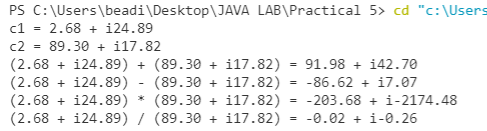 PS C:\Users\beadi\Desktop\JAVA LAB\Practical 5> cd "c:\Users
c1 = 2.68 + i24.89
c2 = 89.30 + i17.82
(2.68 + i24.89) + (89.30 + i17.82) = 91.98 + i42.70
(2.68 + i24.89) - (89.30 + i17.82) = -86.62 + i7.07
(2.68 + i24.89) * (89.30 + i17.82) = -203.68 + i-2174.48
(2.68 + i24.89) / (89.30 + i17.82) = -0.02 + i-0.26